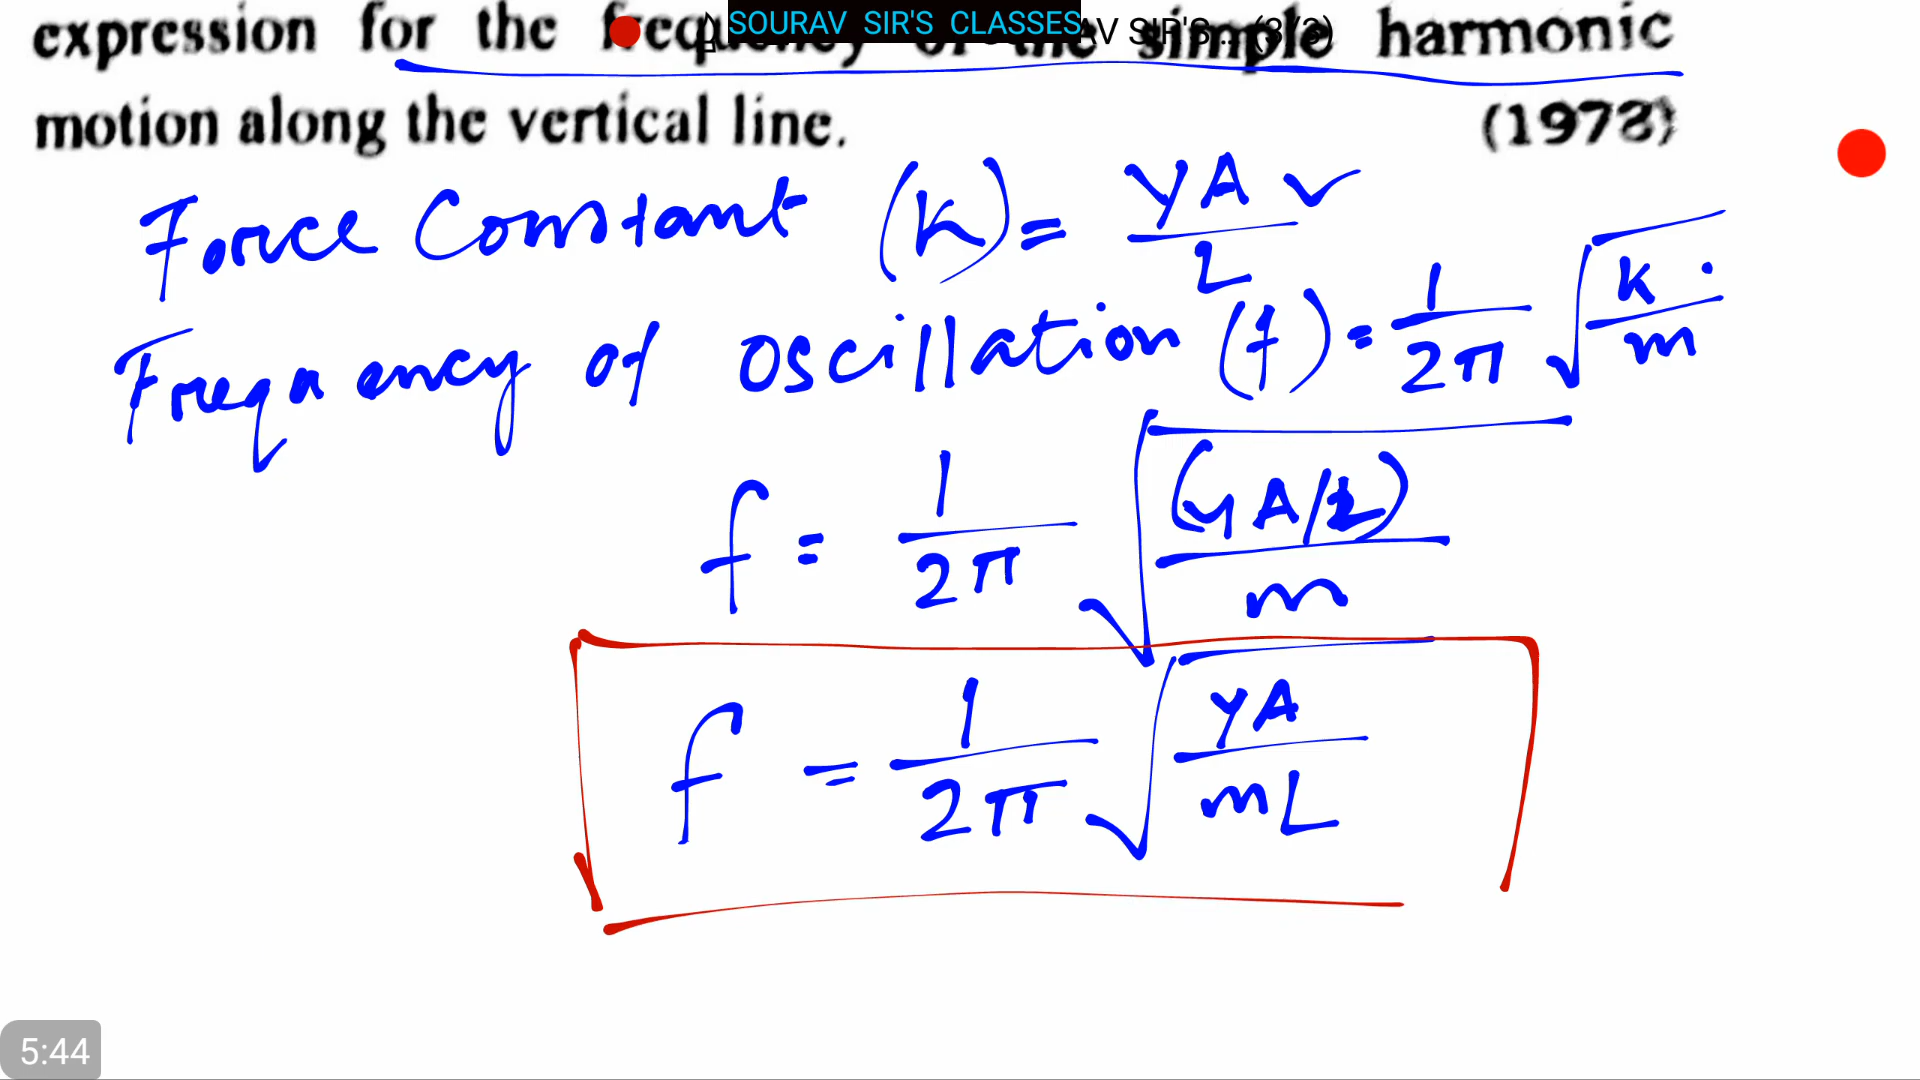 expression for the frequency of the simple harmonic
SOURAV SIR'S CLASSES
motion along the vertical line. (1978)
Force Constant (K) = YA / L
Frequency of oscillation (f) = 1 / 2π √ K / m
f = 1 / 2π √ (YA/L) / m
f = 1 / 2π √ YA / mL
5:44